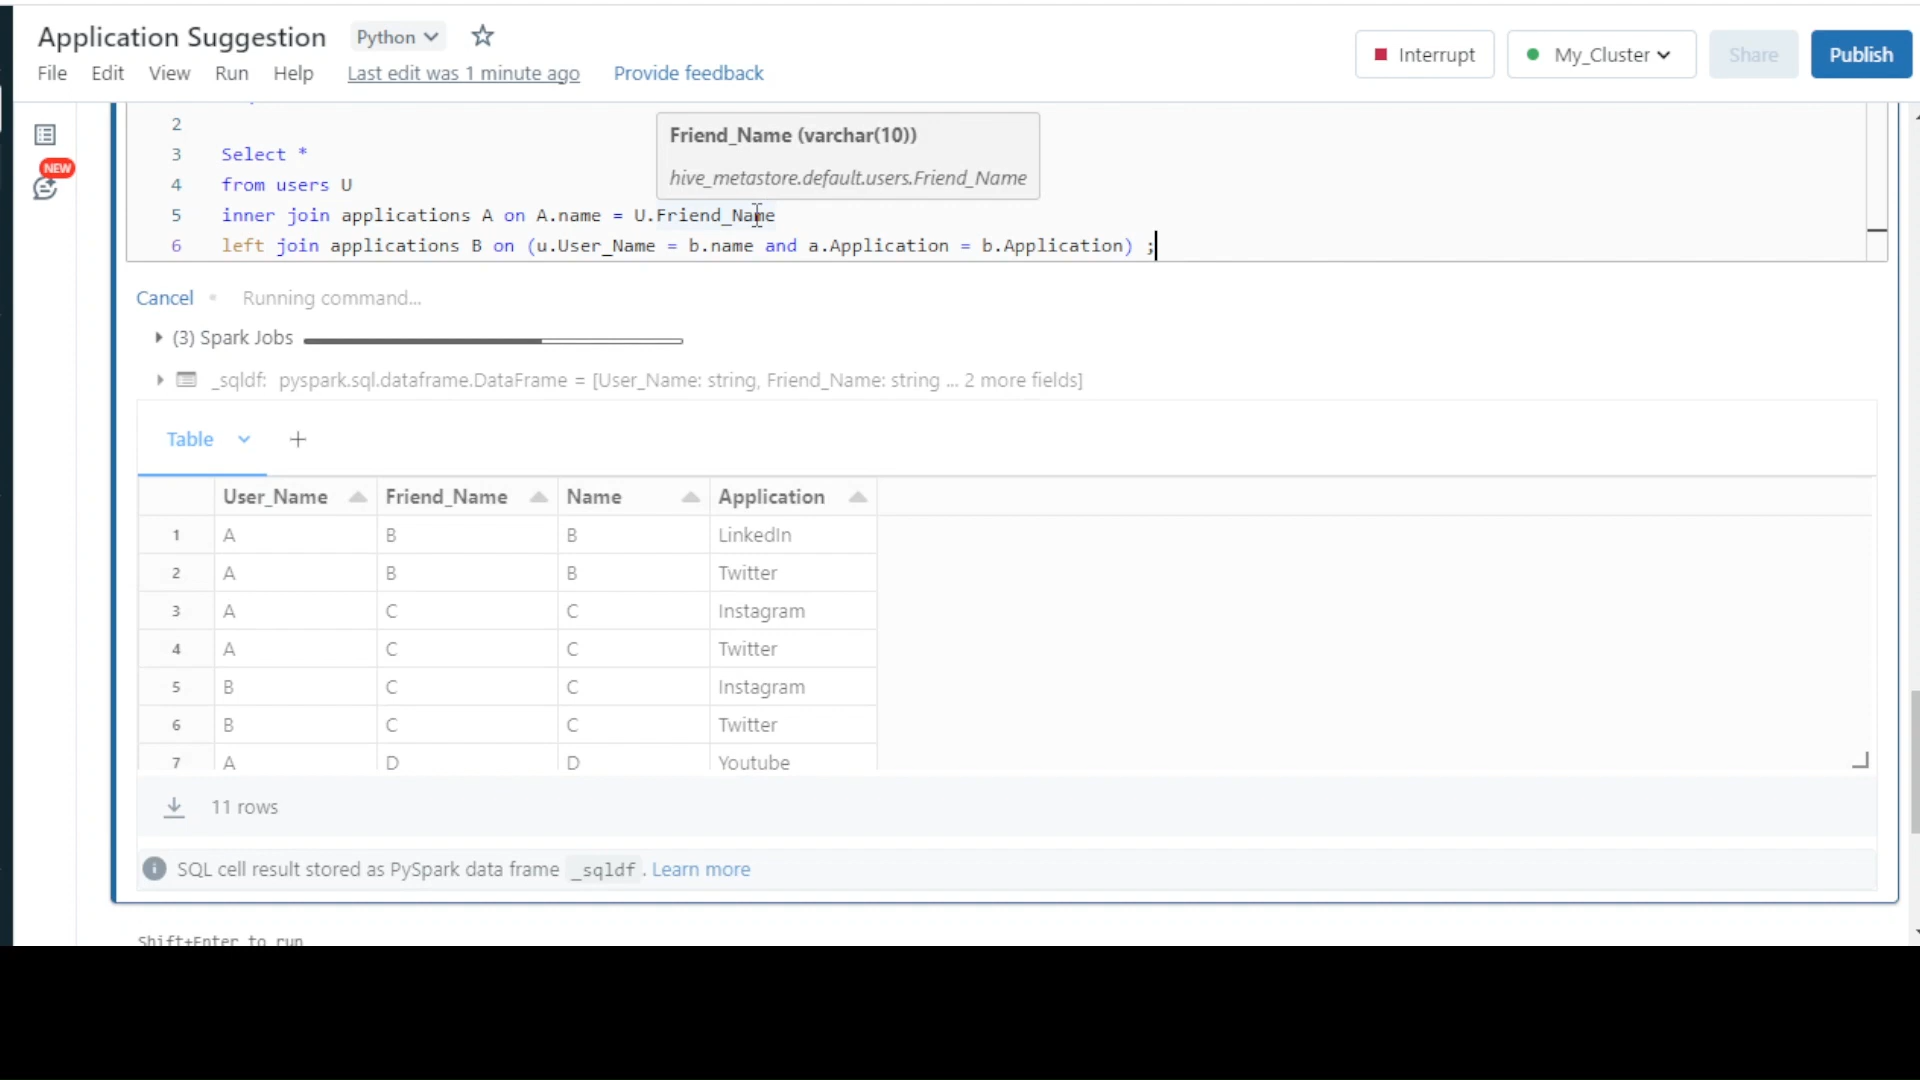 Application Suggestion Python
Interrupt My_Cluster Share Publish
File Edit View Run Help Last edit was 1 minute ago Provide feedback
NEW
Friend_Name (varchar(10))
hive_metastore.default.users.Friend_Name
2
3 Select *
4 from users U
5 inner join applications A on A.name = U.Friend_Name
6 left join applications B on (u.User_Name = b.name and a.Application = b.Application) ;
Cancel Running command...
(3) Spark Jobs
_sqldf: pyspark.sql.dataframe.DataFrame = [User_Name: string, Friend_Name: string ... 2 more fields]
Table +
User_Name Friend_Name Name Application
1 A B B LinkedIn
2 A B B Twitter
3 A C C Instagram
4 A C C Twitter
5 B C C Instagram
6 B C C Twitter
7 A D D Youtube
11 rows
SQL cell result stored as PySpark data frame _sqldf . Learn more
Shift+Enter to run